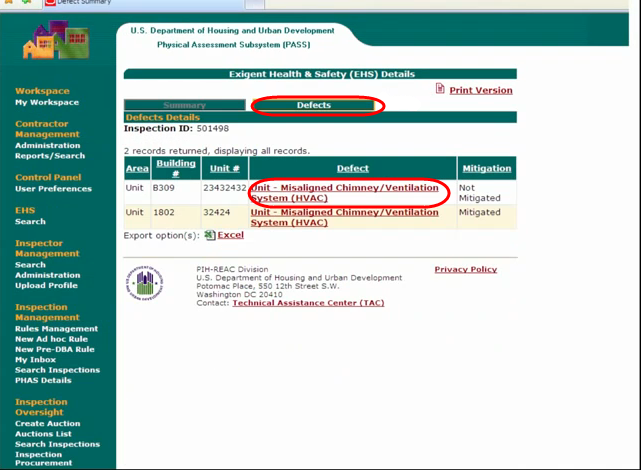 Defect Summary
U.S. Department of Housing and Urban Development
Physical Assessment Subsystem (PASS)
Exigent Health & Safety (EHS) Details
Print Version
Summary
Defects
Defects Details
Inspection ID: 501498
2 records returned, displaying all records.
Area Building # Unit # Defect Mitigation
Unit B309 23432432 Unit - Misaligned Chimney/Ventilation System (HVAC) Not Mitigated
Unit 1802 32424 Unit - Misaligned Chimney/Ventilation System (HVAC) Mitigated
Export option(s): Excel
PIH-REAC Division
U.S. Department of Housing and Urban Development
Potomac Place, 550 12th Street S.W.
Washington DC 20410
Contact: Technical Assistance Center (TAC)
Privacy Policy
Workspace
My Workspace
Contractor
Management
Administration
Reports/Search
Control Panel
User Preferences
EHS
Search
Inspector
Management
Search
Administration
Upload Profile
Inspection
Management
Rules Management
New Ad hoc Rule
New Pre-DBA Rule
My Inbox
Search Inspections
PHAS Details
Inspection
Oversight
Create Auction
Auctions List
Search Inspections
Inspection
Procurement